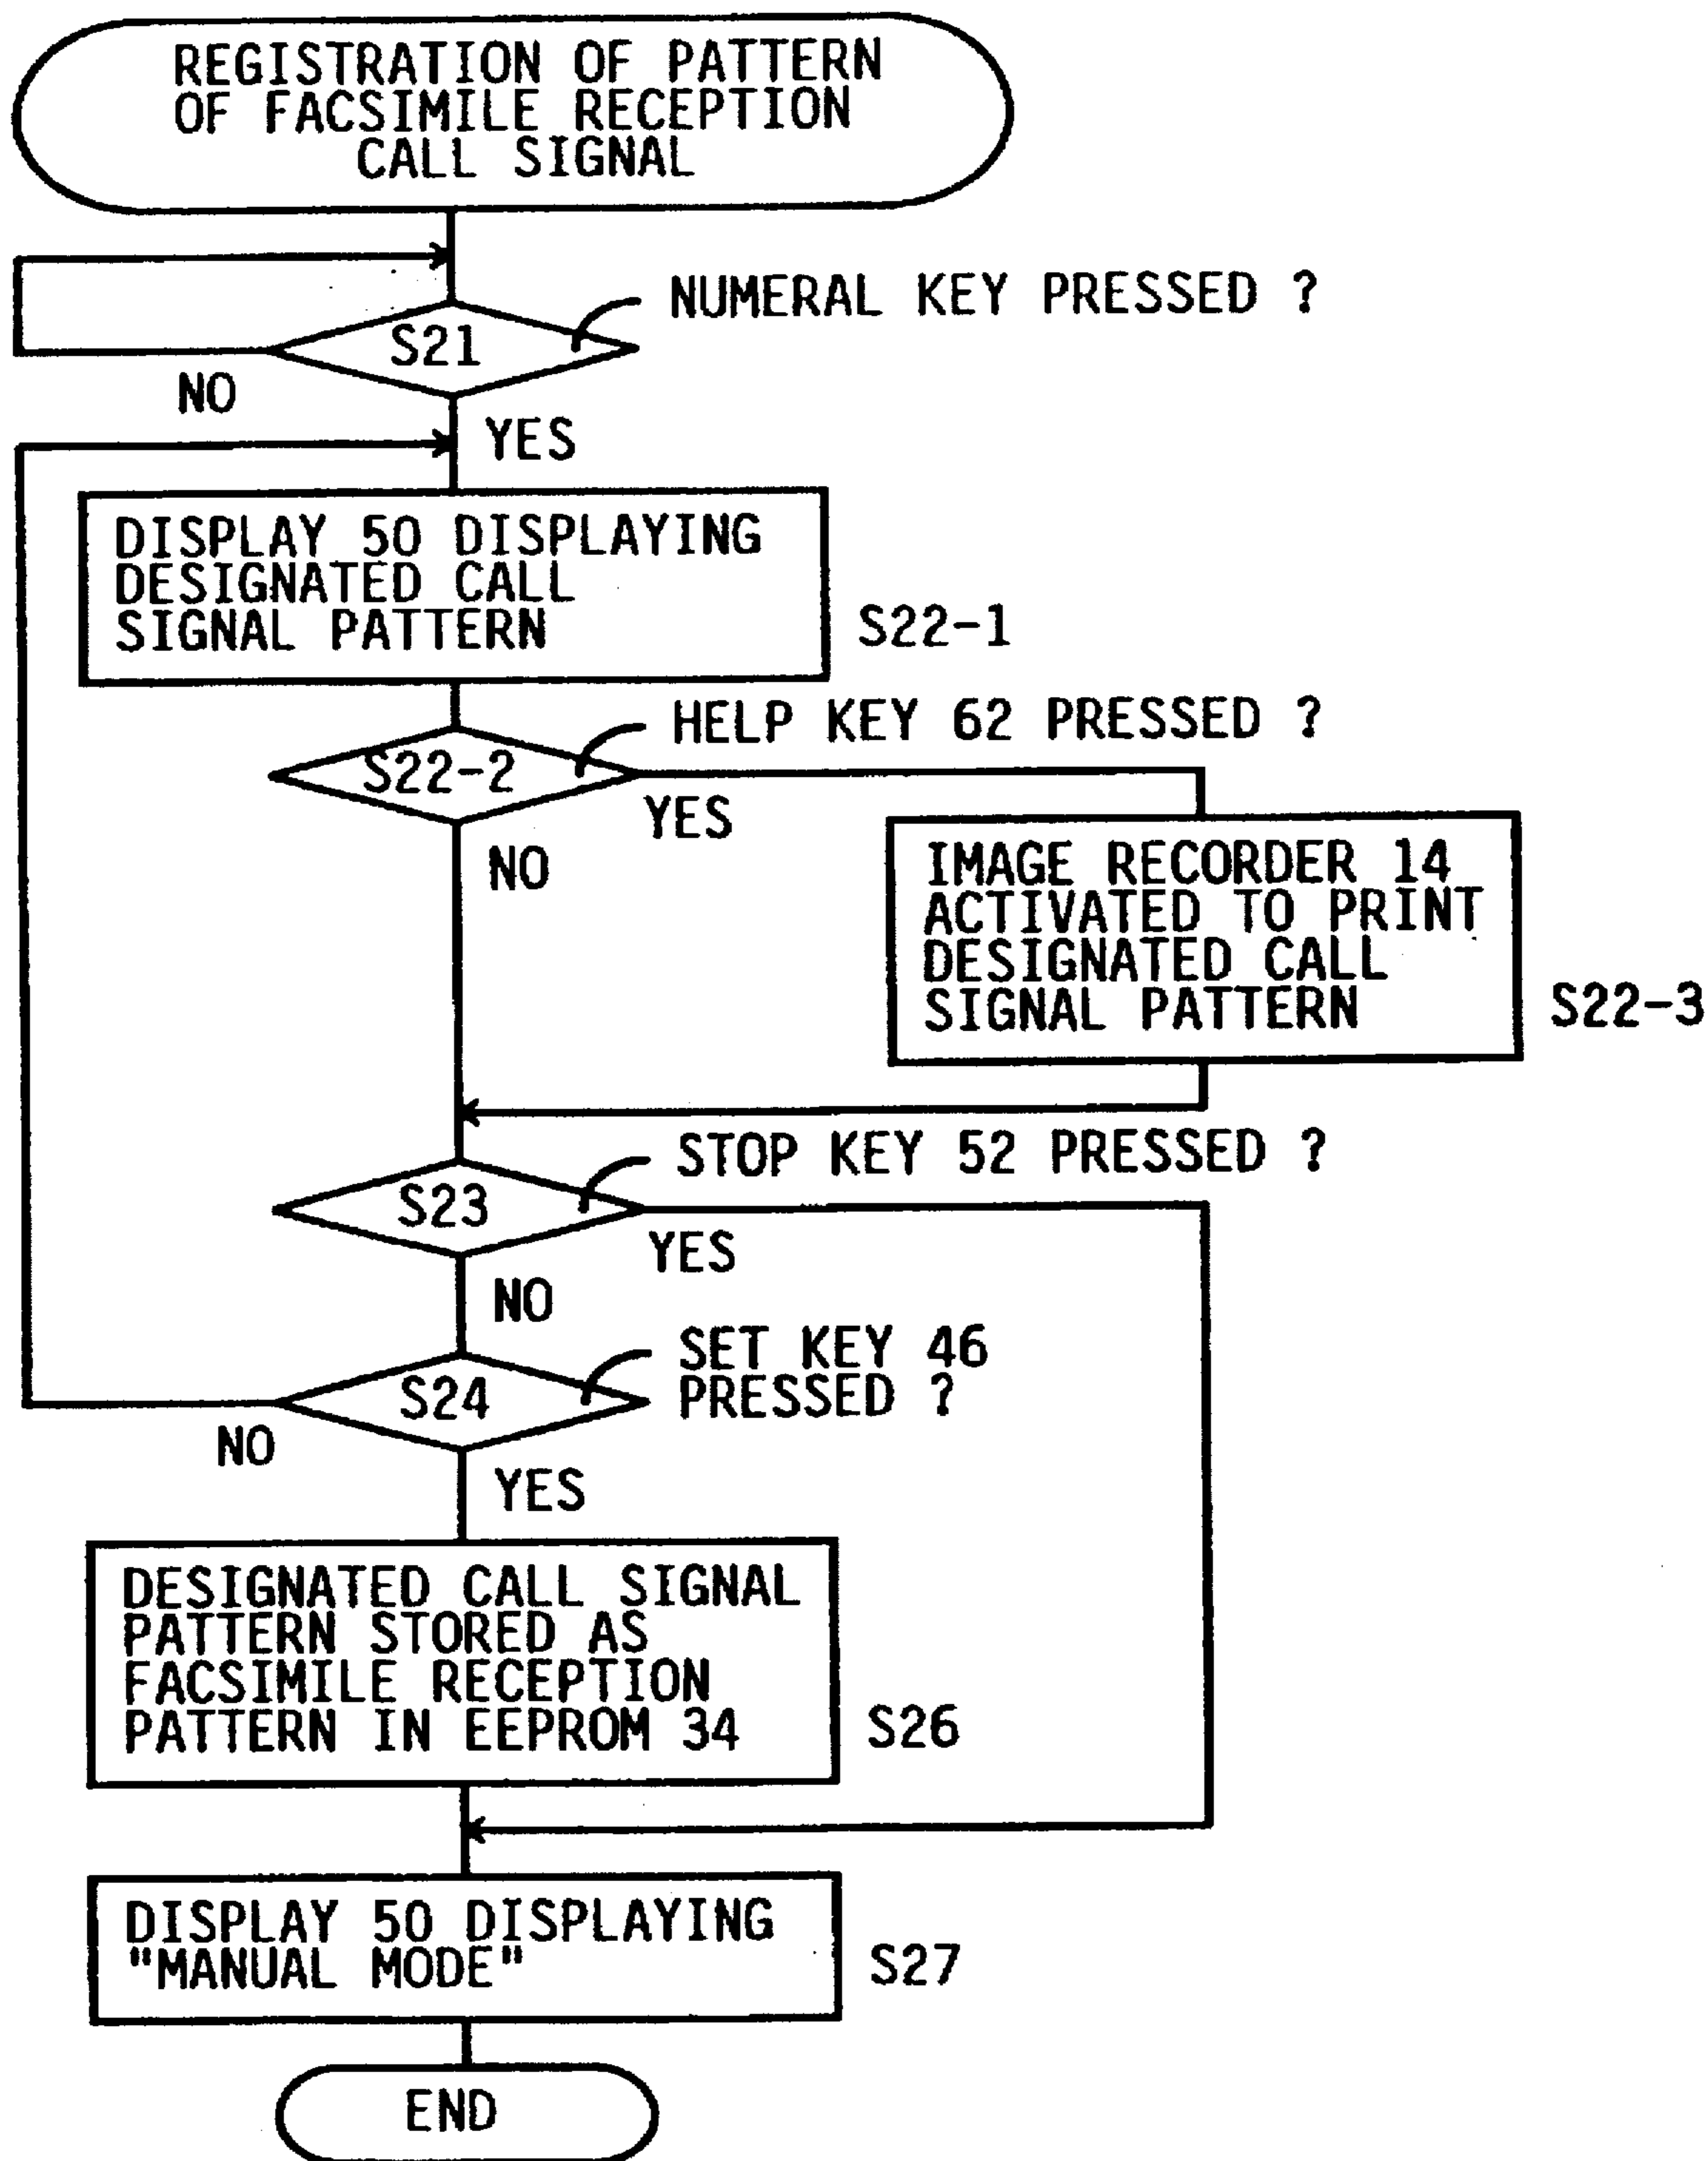 REGISTRATION OF PATTERN
OF FACSIMILE RECEPTION
CALL SIGNAL
NUMERAL KEY PRESSED ?
S21
NO
YES
DISPLAY 50 DISPLAYING
DESIGNATED CALL
SIGNAL PATTERN
S22-1
HELP KEY 62 PRESSED ?
S22-2
YES
NO
IMAGE RECORDER 14
ACTIVATED TO PRINT
DESIGNATED CALL
SIGNAL PATTERN
S22-3
STOP KEY 52 PRESSED ?
S23
YES
NO
SET KEY 46
PRESSED ?
S24
NO
YES
DESIGNATED CALL SIGNAL
PATTERN STORED AS
FACSIMILE RECEPTION
PATTERN IN EEPROM 34
S26
DISPLAY 50 DISPLAYING
"MANUAL MODE"
S27
END